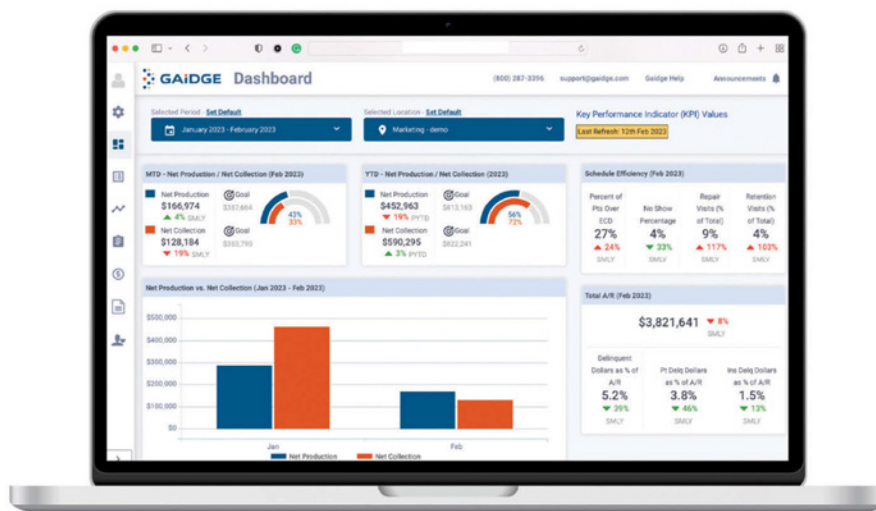 GAiDGE Dashboard
(800) 287-3396 support@gaidge.com Gaidge Help Announcements
Selected Period - Set Default
January 2023 - February 2023
Selected Location - Set Default
Marketing - demo
Key Performance Indicator (KPI) Values
Last Refresh: 12th Feb 2023
MTD - Net Production / Net Collection (Feb 2023)
Net Production Goal
$166,974
4% SMLY
43%
33%
Net Collection Goal
$128,184
19% SMLY
YTD - Net Production / Net Collection (2023)
Net Production Goal
$452,963 $813,163
19% PYTD
56%
72%
Net Collection Goal
$590,295 $822,241
3% PYTD
Schedule Efficiency (Feb 2023)
Percent of Repair Retention
Pts Over No Show Visits (% Visits (%
ECD Percentage of Total) of Total)
27% 4% 9% 4%
24% 33% 117% 103%
SMLY SMLY SMLY SMLY
Net Production vs. Net Collection (Jan 2023 - Feb 2023)
$500,000
$400,000
$300,000
$200,000
$100,000
$0
Jan Feb
Net Production Net Collection
Total A/R (Feb 2023)
$3,821,641 8%
SMLY
Delinquent
Dollars as % of Pt Delq Dollars Ins Delq Dollars
A/R as % of A/R as % of A/R
5.2% 3.8% 1.5%
39% 46% 13%
SMLY SMLY SMLY